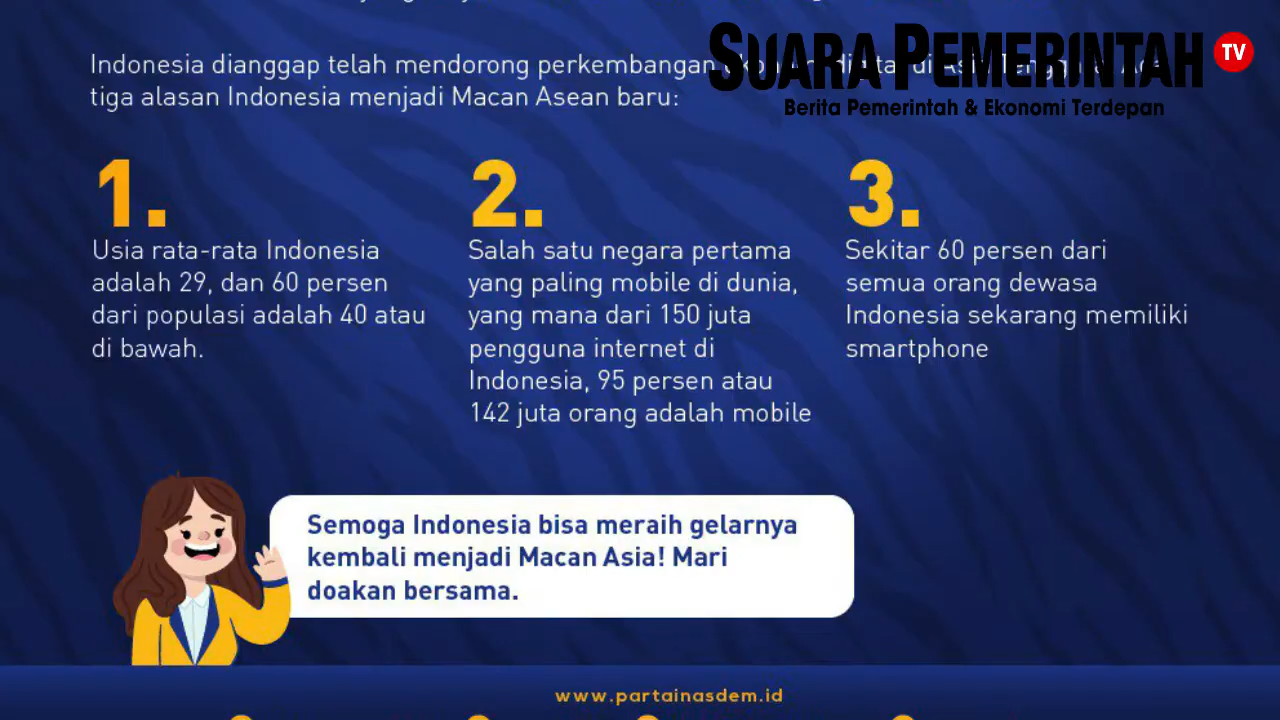 SUARA PEMERINTAH TV
Berita Pemerintah & Ekonomi Terdepan
Indonesia dianggap telah mendorong perkembangan
tiga alasan Indonesia menjadi Macan Asean baru:
1.
Usia rata-rata Indonesia
adalah 29, dan 60 persen
dari populasi adalah 40 atau
di bawah.
2.
Salah satu negara pertama
yang paling mobile di dunia,
yang mana dari 150 juta
pengguna internet di
Indonesia, 95 persen atau
142 juta orang adalah mobile
3.
Sekitar 60 persen dari
semua orang dewasa
Indonesia sekarang memiliki
smartphone
Semoga Indonesia bisa meraih gelarnya
kembali menjadi Macan Asia! Mari
doakan bersama.
www.partainasdem.id